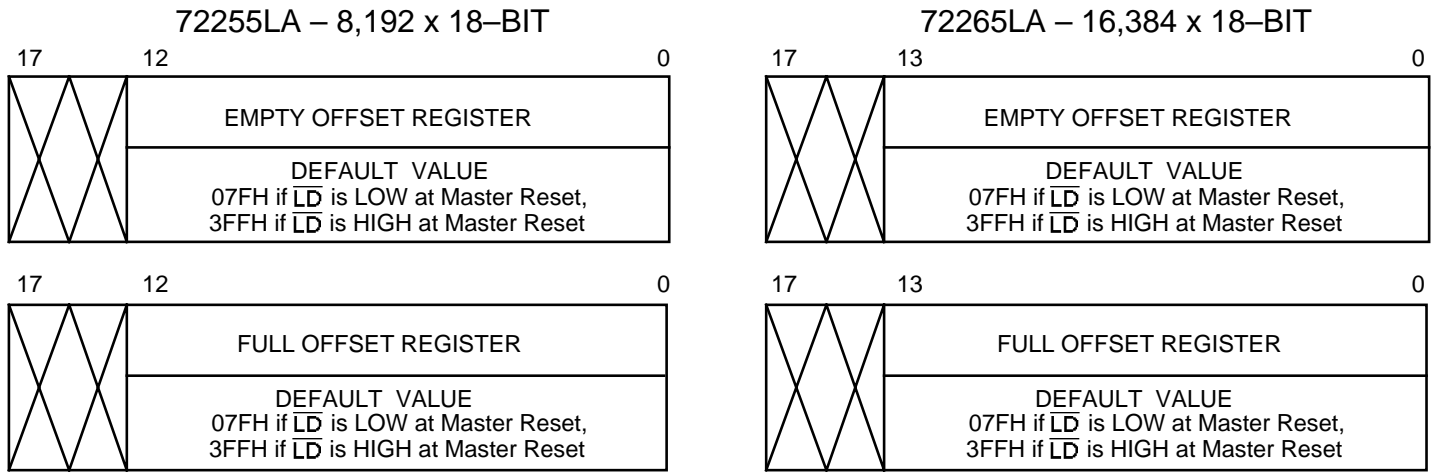 72255LA – 8,192 x 18–BIT
17 12 0
EMPTY OFFSET REGISTER
DEFAULT VALUE
07FH if LD is LOW at Master Reset,
3FFH if LD is HIGH at Master Reset
17 12 0
FULL OFFSET REGISTER
DEFAULT VALUE
07FH if LD is LOW at Master Reset,
3FFH if LD is HIGH at Master Reset
72265LA – 16,384 x 18–BIT
17 13 0
EMPTY OFFSET REGISTER
DEFAULT VALUE
07FH if LD is LOW at Master Reset,
3FFH if LD is HIGH at Master Reset
17 13 0
FULL OFFSET REGISTER
DEFAULT VALUE
07FH if LD is LOW at Master Reset,
3FFH if LD is HIGH at Master Reset